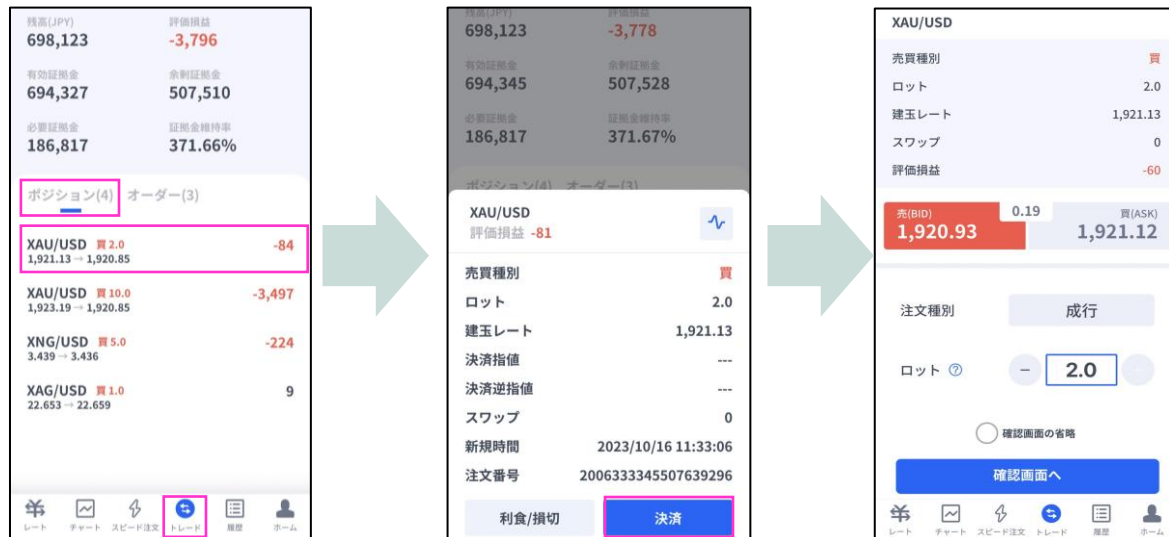 残高(JPY) 評価損益
698,123 -3,796
有効証拠金 余剰証拠金
694,327 507,510
必要証拠金 証拠金維持率
186,817 371.66%
ポジション(4) オーダー(3)
XAU/USD 買 2.0 -84
1,921.13 → 1,920.85
XAU/USD 買 10.0 -3,497
1,923.19 → 1,920.85
XNG/USD 買 5.0 -224
3.439 → 3.436
XAG/USD 買 1.0 9
22.653 → 22.659
レート チャート スピード注文 トレード 履歴 ホーム
残高(JPY) 評価損益
698,123 -3,778
有効証拠金 余剰証拠金
694,345 507,528
必要証拠金 証拠金維持率
186,817 371.67%
ポジション(4) オーダー(3)
XAU/USD
評価損益 -81
売買種別 買
ロット 2.0
建玉レート 1,921.13
決済指値 ---
決済逆指値 ---
スワップ 0
新規時間 2023/10/16 11:33:06
注文番号 2006333345507639296
利食/損切 決済
XAU/USD
売買種別 買
ロット 2.0
建玉レート 1,921.13
スワップ 0
評価損益 -60
売(BID) 0.19 買(ASK)
1,920.93 1,921.12
注文種別 成行
ロット ? − 2.0 +
確認画面の省略
確認画面へ
レート チャート スピード注文 トレード 履歴 ホーム